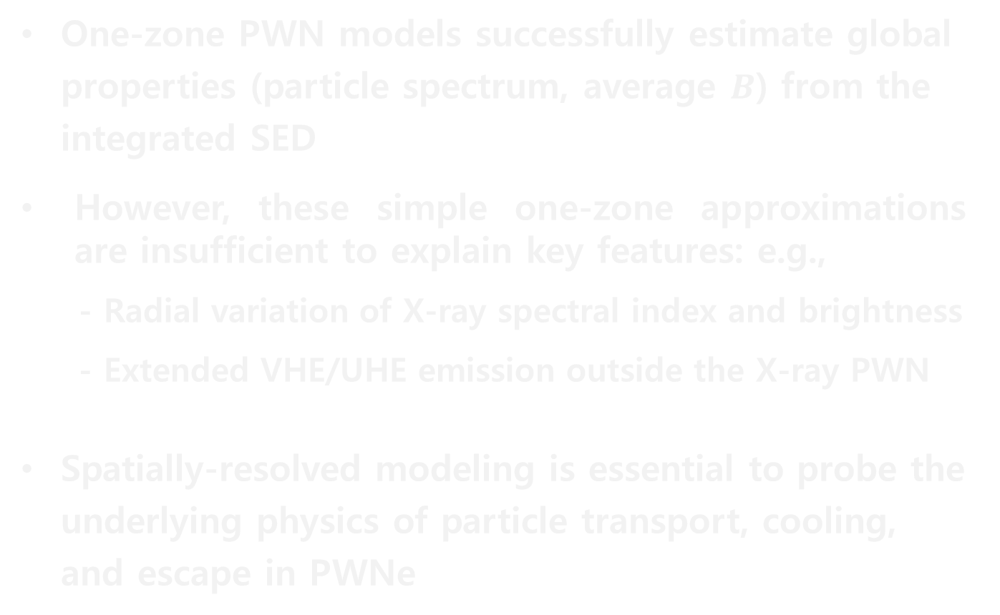 • One-zone PWN models successfully estimate global
properties (particle spectrum, average B) from the
integrated SED
• However, these simple one-zone approximations
are insufficient to explain key features: e.g.,
- Radial variation of X-ray spectral index and brightness
- Extended VHE/UHE emission outside the X-ray PWN
• Spatially-resolved modeling is essential to probe the
underlying physics of particle transport, cooling,
and escape in PWNe